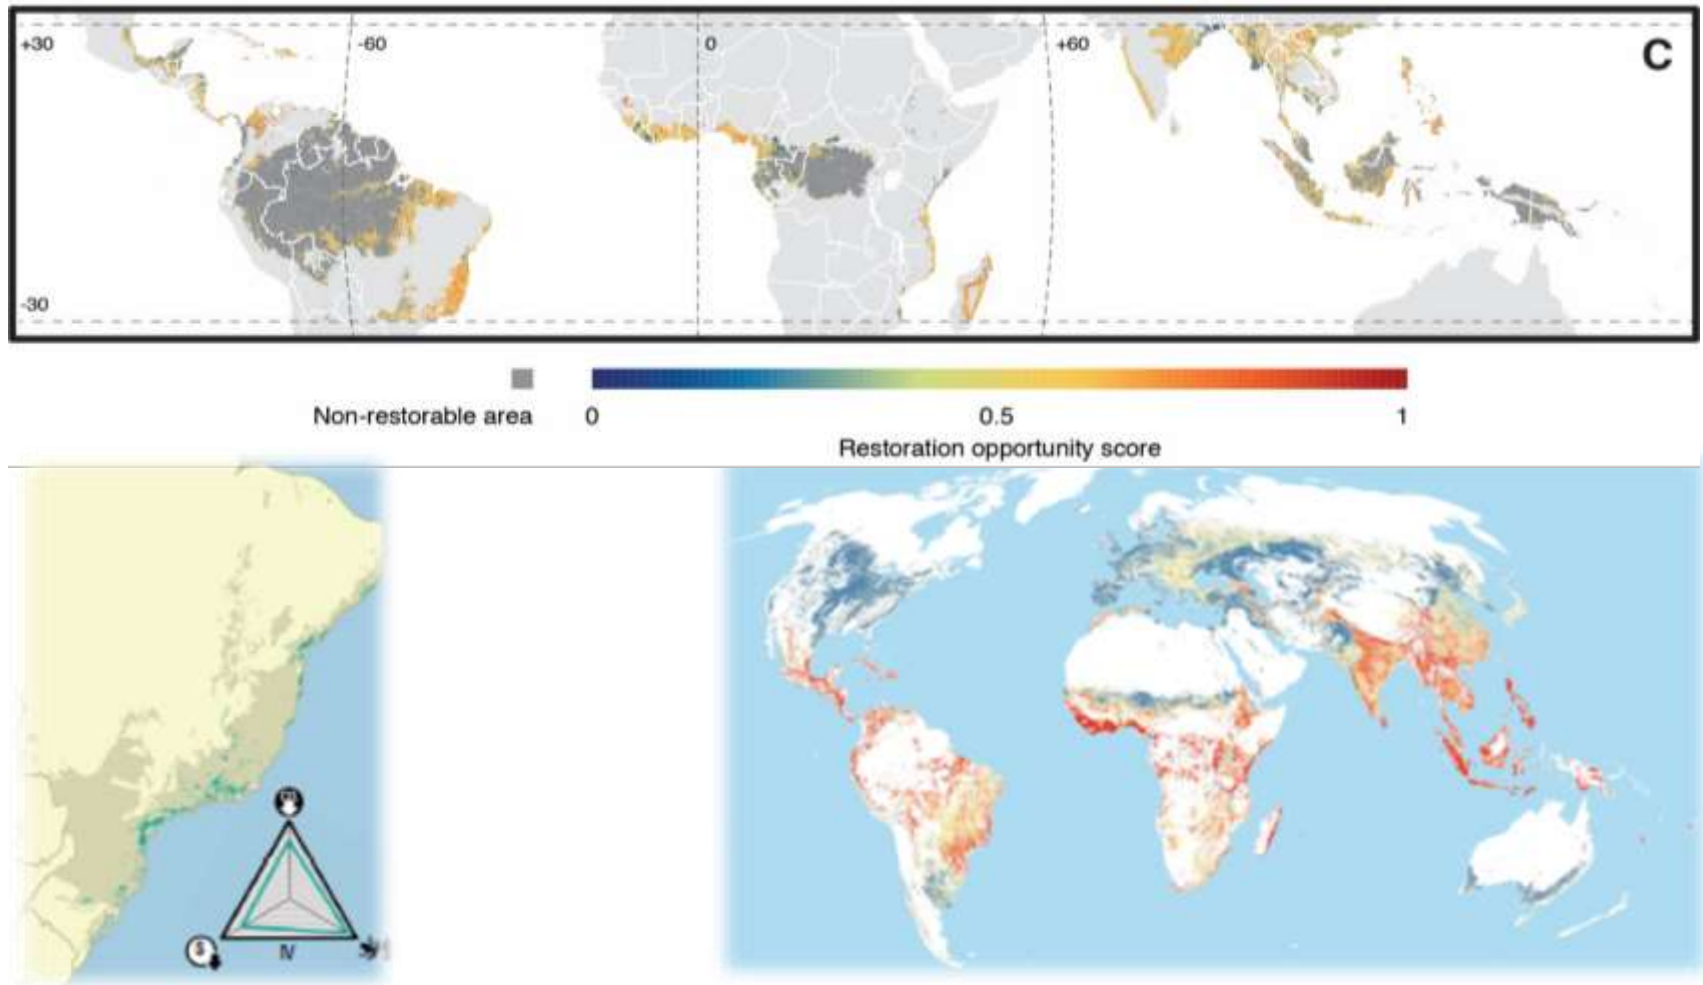 +30 -60 0 +60 C
-30
Non-restorable area 0 0.5 1
Restoration opportunity score
$
IV